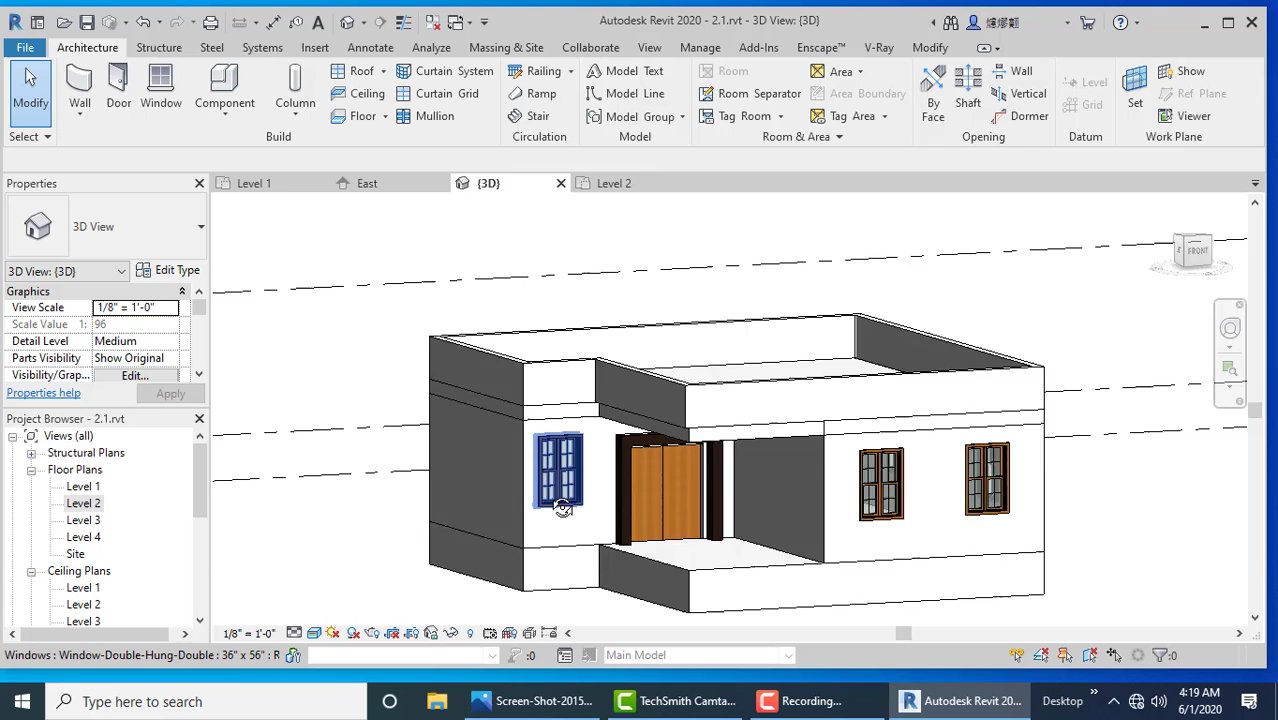 Autodesk Revit 2020 - 2.1.rvt - 3D View: {3D}
File Architecture Structure Steel Systems Insert Annotate Analyze Massing & Site Collaborate View Manage Add-Ins Enscape™ V-Ray Modify
Modify
Wall
Door
Window
Component
Column
Roof
Ceiling
Floor
Curtain System
Curtain Grid
Mullion
Railing
Ramp
Stair
Model Text
Model Line
Model Group
Room
Room Separator
Tag Room
Area
Area Boundary
Tag Area
By Face
Shaft
Wall
Vertical
Dormer
Level
Grid
Set
Show
Ref Plane
Viewer
Select Build Circulation Model Room & Area Opening Datum Work Plane
Properties
Level 1 East {3D} Level 2
3D View
3D View: {3D} Edit Type
Graphics
View Scale 1/8" = 1'-0"
Scale Value 1: 96
Detail Level Medium
Parts Visibility Show Original
Visibility/Grap... Edit...
Properties help Apply
Project Browser - 2.1.rvt
Views (all)
Structural Plans
Floor Plans
Level 1
Level 2
Level 3
Level 4
Site
Ceiling Plans
Level 1
Level 2
Level 3
FRONT
1/8" = 1'-0"
Windows : Window-Double-Hung-Double : 36" x 56" : R
:0 Main Model :0
Type here to search
Screen-Shot-2015...
TechSmith Camta...
Recording...
Autodesk Revit 20...
Desktop
4:19 AM
6/1/2020